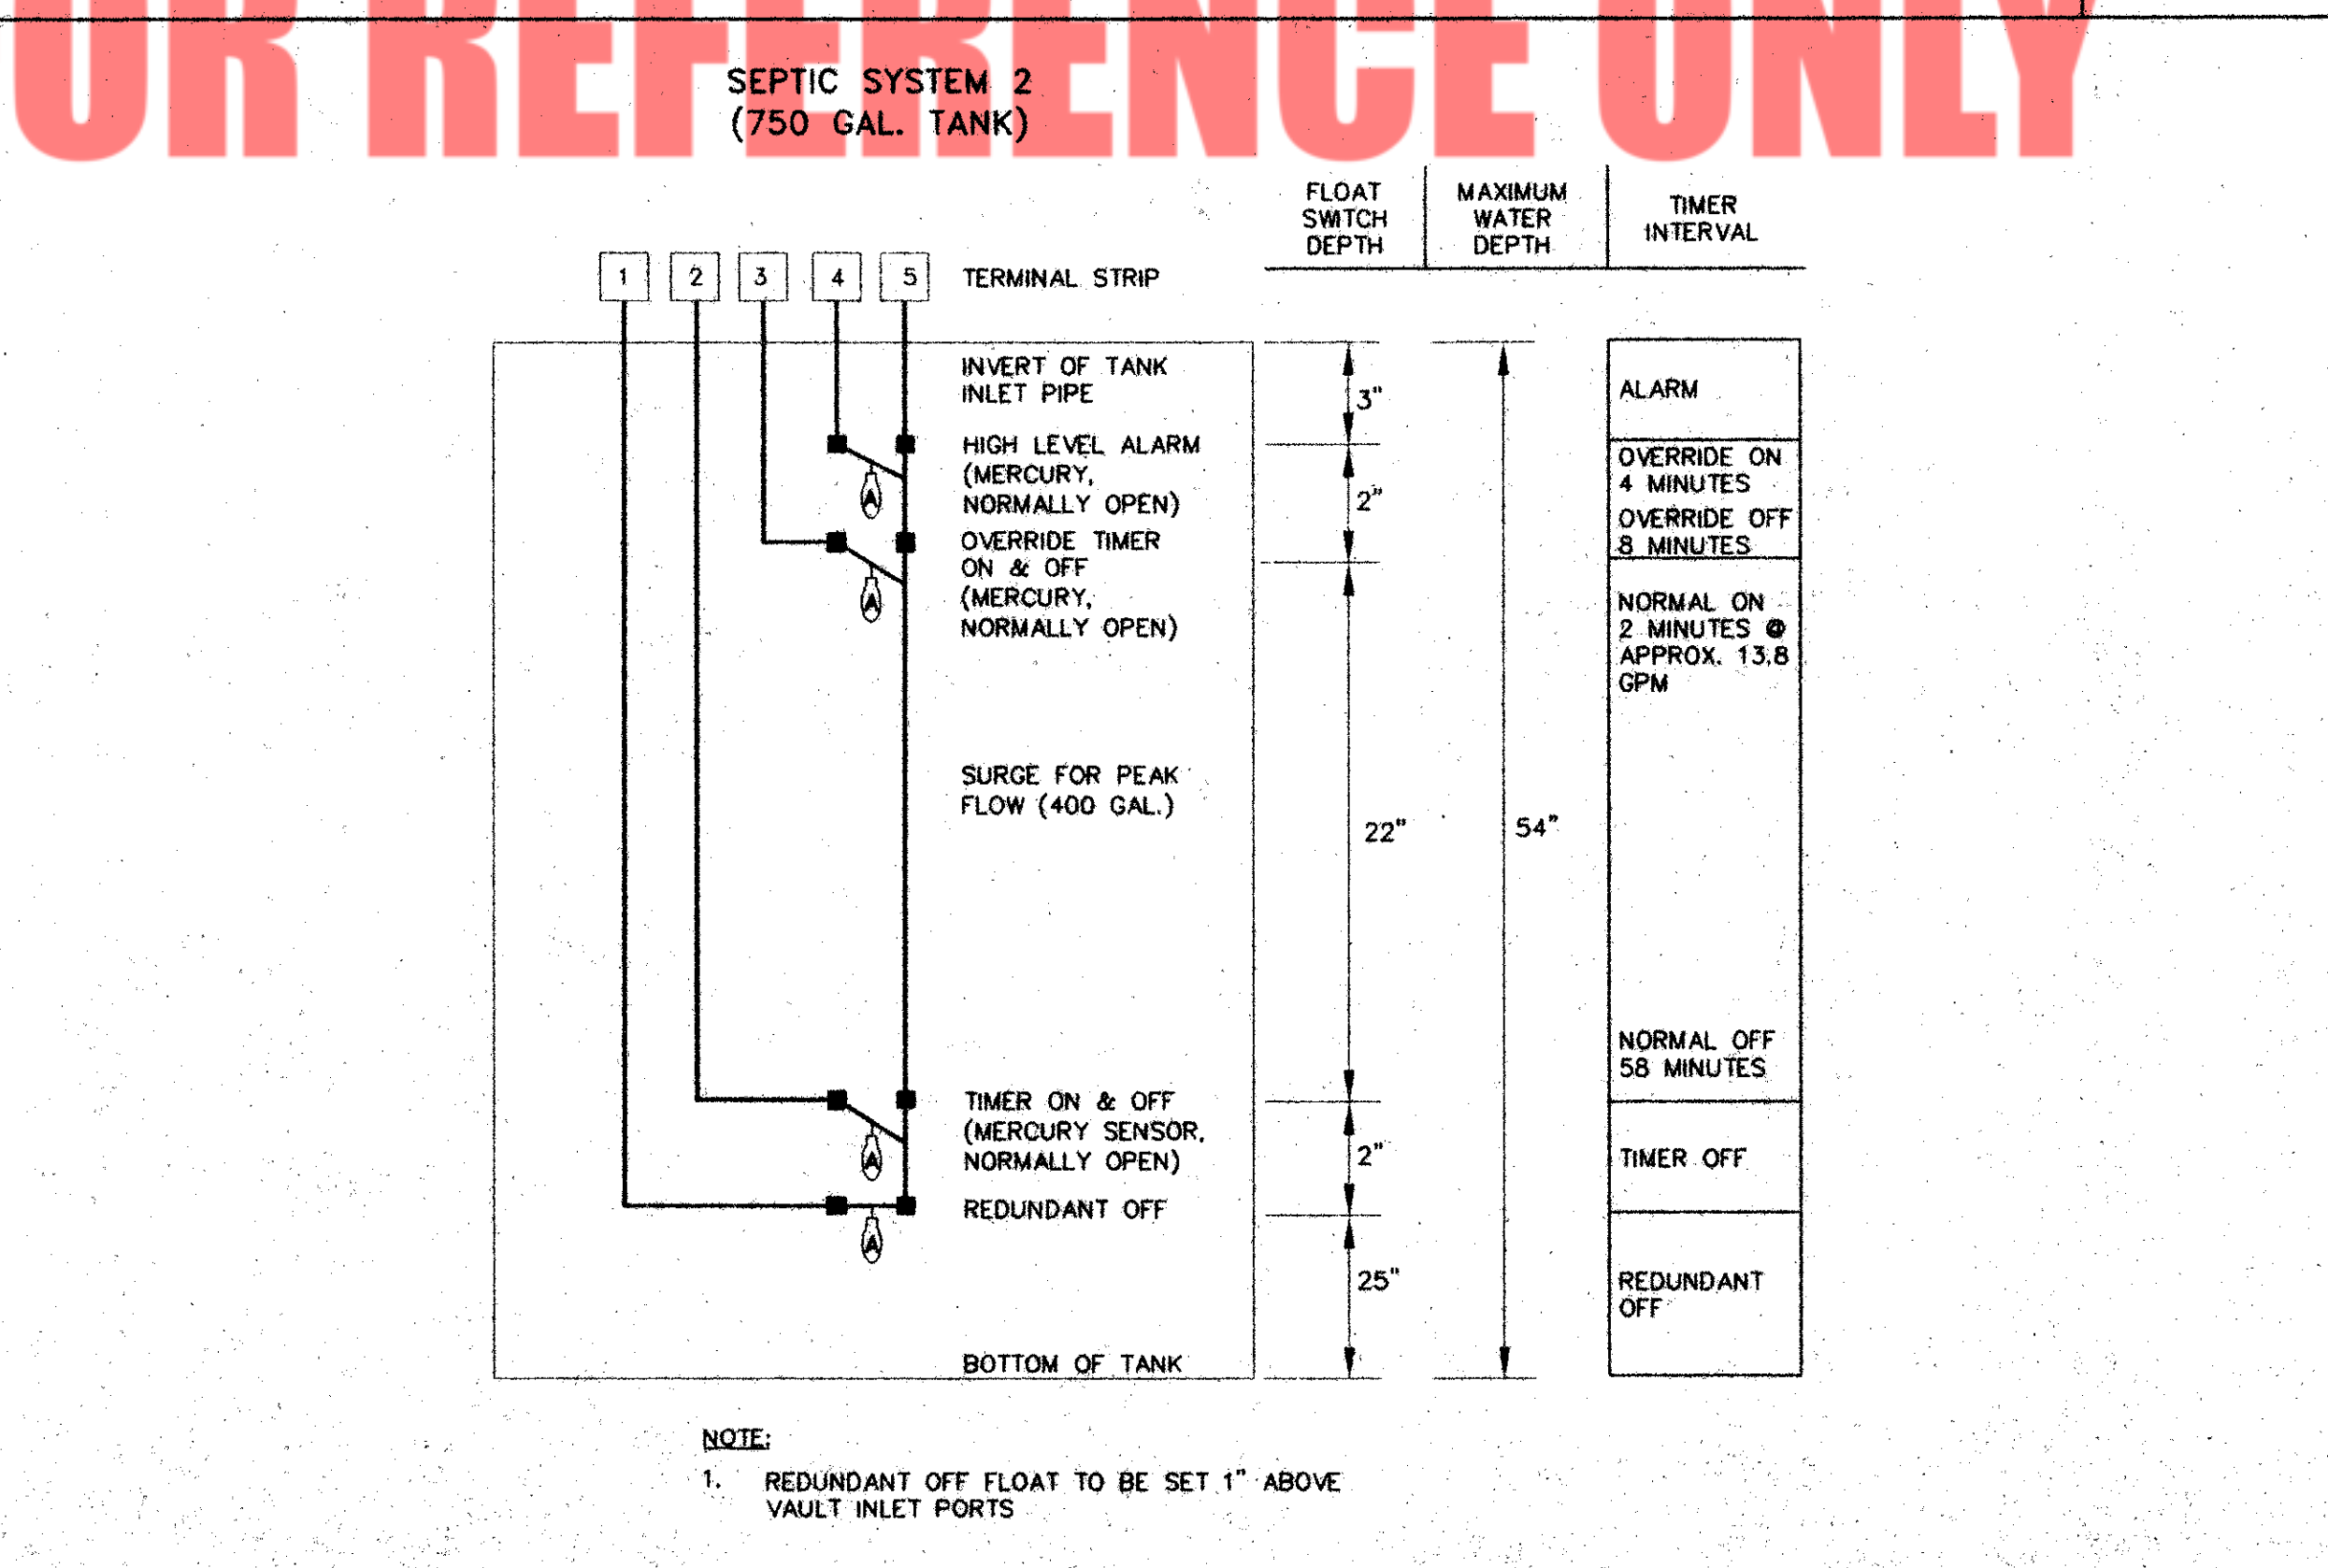 OR REFERENCE ONLY
SEPTIC SYSTEM 2
(750 GAL. TANK)
FLOAT
SWITCH
DEPTH
MAXIMUM
WATER
DEPTH
TIMER
INTERVAL
1 2 3 4 5 TERMINAL STRIP
INVERT OF TANK
INLET PIPE
3"
ALARM
HIGH LEVEL ALARM
(MERCURY,
NORMALLY OPEN)
A
2"
OVERRIDE ON
4 MINUTES
OVERRIDE OFF
8 MINUTES
OVERRIDE TIMER
ON & OFF
(MERCURY,
NORMALLY OPEN)
A
NORMAL ON
2 MINUTES @
APPROX. 13.8
GPM
SURGE FOR PEAK
FLOW (400 GAL.)
22"
54"
NORMAL OFF
58 MINUTES
TIMER ON & OFF
(MERCURY SENSOR,
NORMALLY OPEN)
A
2"
TIMER OFF
REDUNDANT OFF
A
25"
REDUNDANT
OFF
BOTTOM OF TANK
NOTE:
1. REDUNDANT OFF FLOAT TO BE SET 1" ABOVE
VAULT INLET PORTS